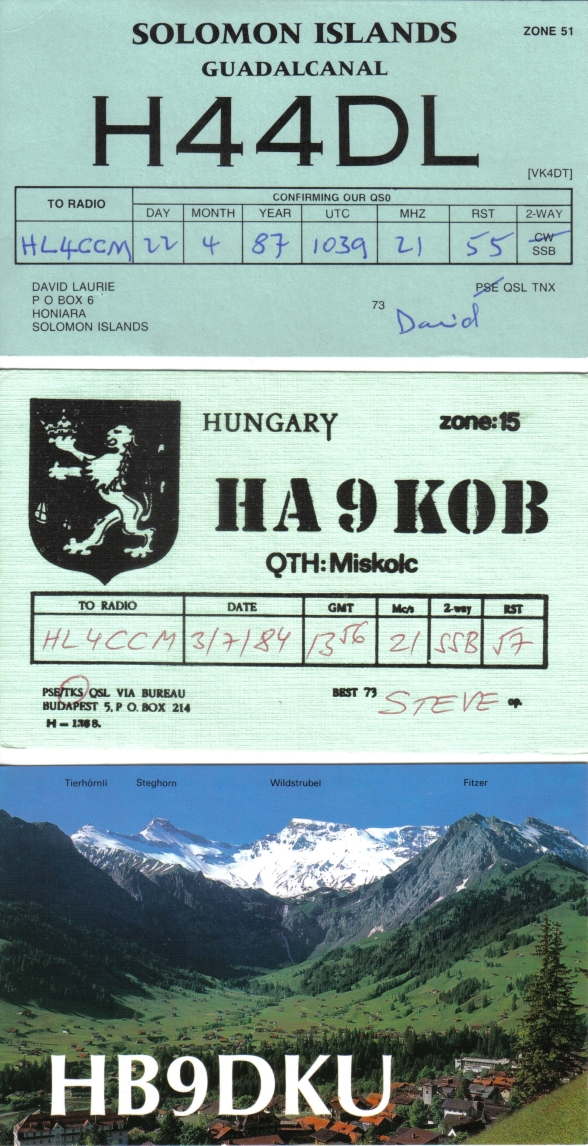 SOLOMON ISLANDS
ZONE 51
GUADALCANAL
H44DL
[VK4DT]
TO RADIO
CONFIRMING OUR QSO
DAY MONTH YEAR UTC MHZ RST 2-WAY
HL4CCM 22 4 87 1039 21 55 CW
SSB
DAVID LAURIE
PSE QSL TNX
P O BOX 6
73 David
HONIARA
SOLOMON ISLANDS
HUNGARY zone:15
HA9KOB
QTH: Miskolc
TO RADIO DATE GMT Mc/s 2-way RST
HL4CCM 3/7/84 1356 21 SSB 57
PSE/TKS QSL VIA BUREAU
BUDAPEST 5, P O. BOX 214
BEST 73 STEVE op.
Tierhörnli Steghorn Wildstrubel Fitzer
HB9DKU